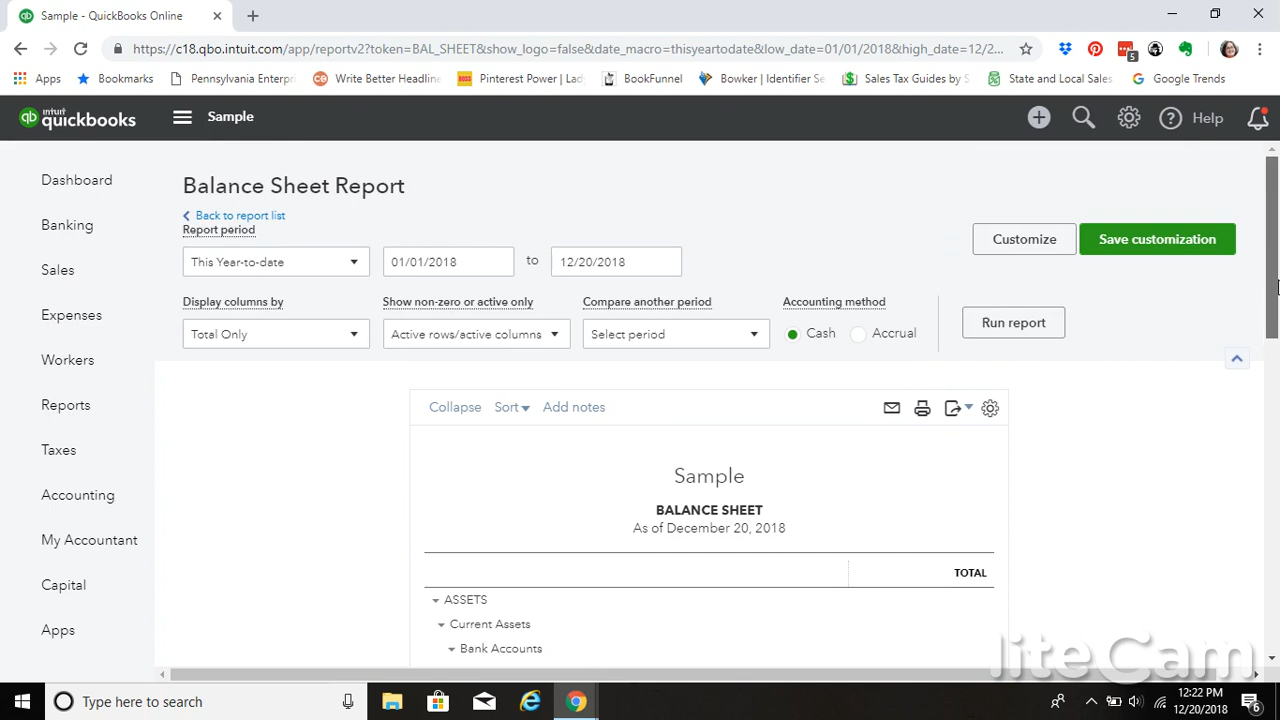 Sample - QuickBooks Online
https://c18.qbo.intuit.com/app/reportv2?token=BAL_SHEET&show_logo=false&date_macro=thisyeartodate&low_date=01/01/2018&high_date=12/2...
5
Apps
Bookmarks
Pennsylvania Enterpri
Write Better Headline
Pinterest Power | Lad
BookFunnel
Bowker | Identifier Se
Sales Tax Guides by S
State and Local Sales
Google Trends
qb intuit quickbooks
Sample
Help
Dashboard
Banking
Sales
Expenses
Workers
Reports
Taxes
Accounting
My Accountant
Capital
Apps
Balance Sheet Report
Back to report list
Report period
This Year-to-date
01/01/2018
to
12/20/2018
Customize
Save customization
Display columns by
Show non-zero or active only
Compare another period
Accounting method
Total Only
Active rows/active columns
Select period
Cash
Accrual
Run report
Collapse
Sort
Add notes
Sample
BALANCE SHEET
As of December 20, 2018
TOTAL
ASSETS
Current Assets
Bank Accounts
liteCam
Type here to search
12:22 PM
12/20/2018
6